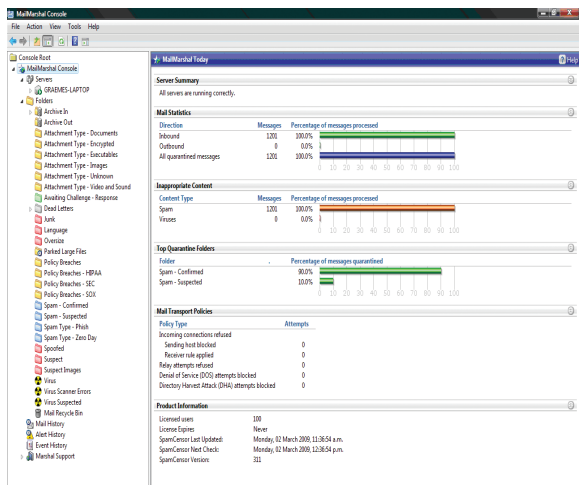 MailMarshal Console
File Action View Tools Help
Console Root
MailMarshal Console
Servers
GRAEMES-LAPTOP
Folders
Archive In
Archive Out
Attachment Type - Documents
Attachment Type - Encrypted
Attachment Type - Executables
Attachment Type - Images
Attachment Type - Unknown
Attachment Type - Video and Sound
Awaiting Challenge - Response
Dead Letters
Junk
Language
Oversize
Parked Large Files
Policy Breaches
Policy Breaches - HIPAA
Policy Breaches - SEC
Policy Breaches - SOX
Spam - Confirmed
Spam - Suspected
Spam Type - Phish
Spam Type - Zero Day
Spoofed
Suspect
Suspect Images
Virus
Virus Scanner Errors
Virus Suspected
Mail Recycle Bin
Mail History
Alert History
Event History
Marshal Support
MailMarshal Today Help
Server Summary
All servers are running correctly.
Mail Statistics
Direction Messages Percentage of messages processed
Inbound 1201 100.0%
Outbound 0 0.0%
All quarantined messages 1201 100.0%
0 10 20 30 40 50 60 70 80 90 100
Inappropriate Content
Content Type Messages Percentage of messages processed
Spam 1201 100.0%
Viruses 0 0.0%
0 10 20 30 40 50 60 70 80 90 100
Top Quarantine Folders
Folder Percentage of messages quarantined
Spam - Confirmed 90.0%
Spam - Suspected 10.0%
0 10 20 30 40 50 60 70 80 90 100
Mail Transport Policies
Policy Type Attempts
Incoming connections refused
Sending host blocked 0
Receiver rule applied 0
Relay attempts refused 0
Denial of Service (DOS) attempts blocked 0
Directory Harvest Attack (DHA) attempts blocked 0
Product Information
Licensed users 100
License Expires Never
SpamCensor Last Updated: Monday, 02 March 2009, 11:36:54 a.m.
SpamCensor Next Check: Monday, 02 March 2009, 12:36:54 p.m.
SpamCensor Version: 311